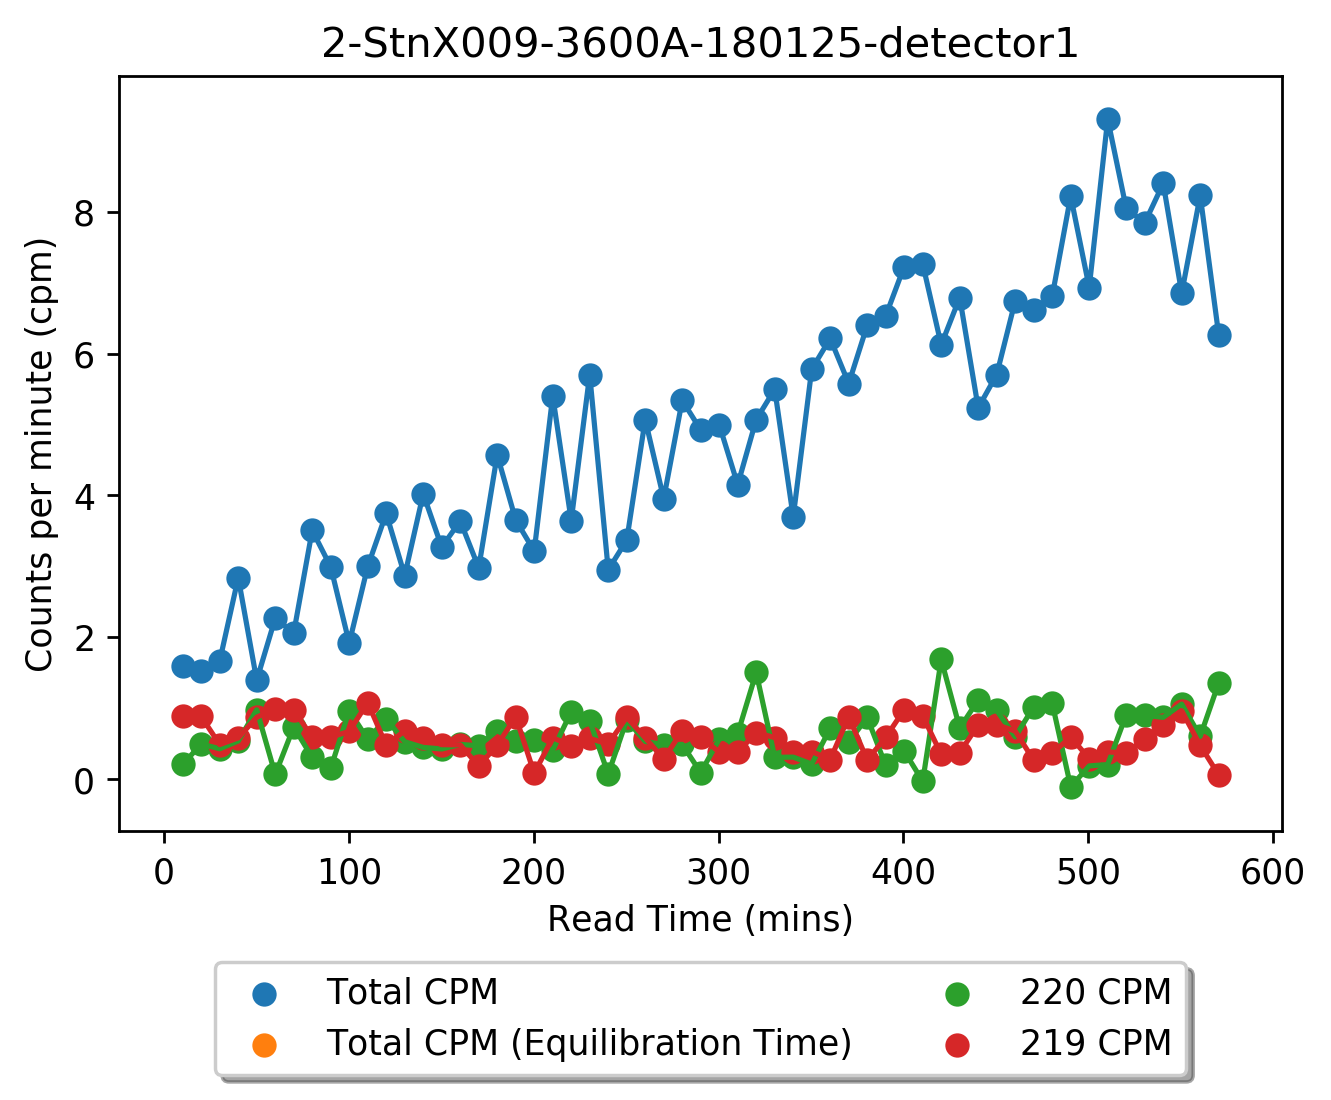 2-StnX009-3600A-180125-detector1
Counts per minute (cpm)
8
6
4
2
0
0 100 200 300 400 500 600
Read Time (mins)
Total CPM
Total CPM (Equilibration Time)
220 CPM
219 CPM